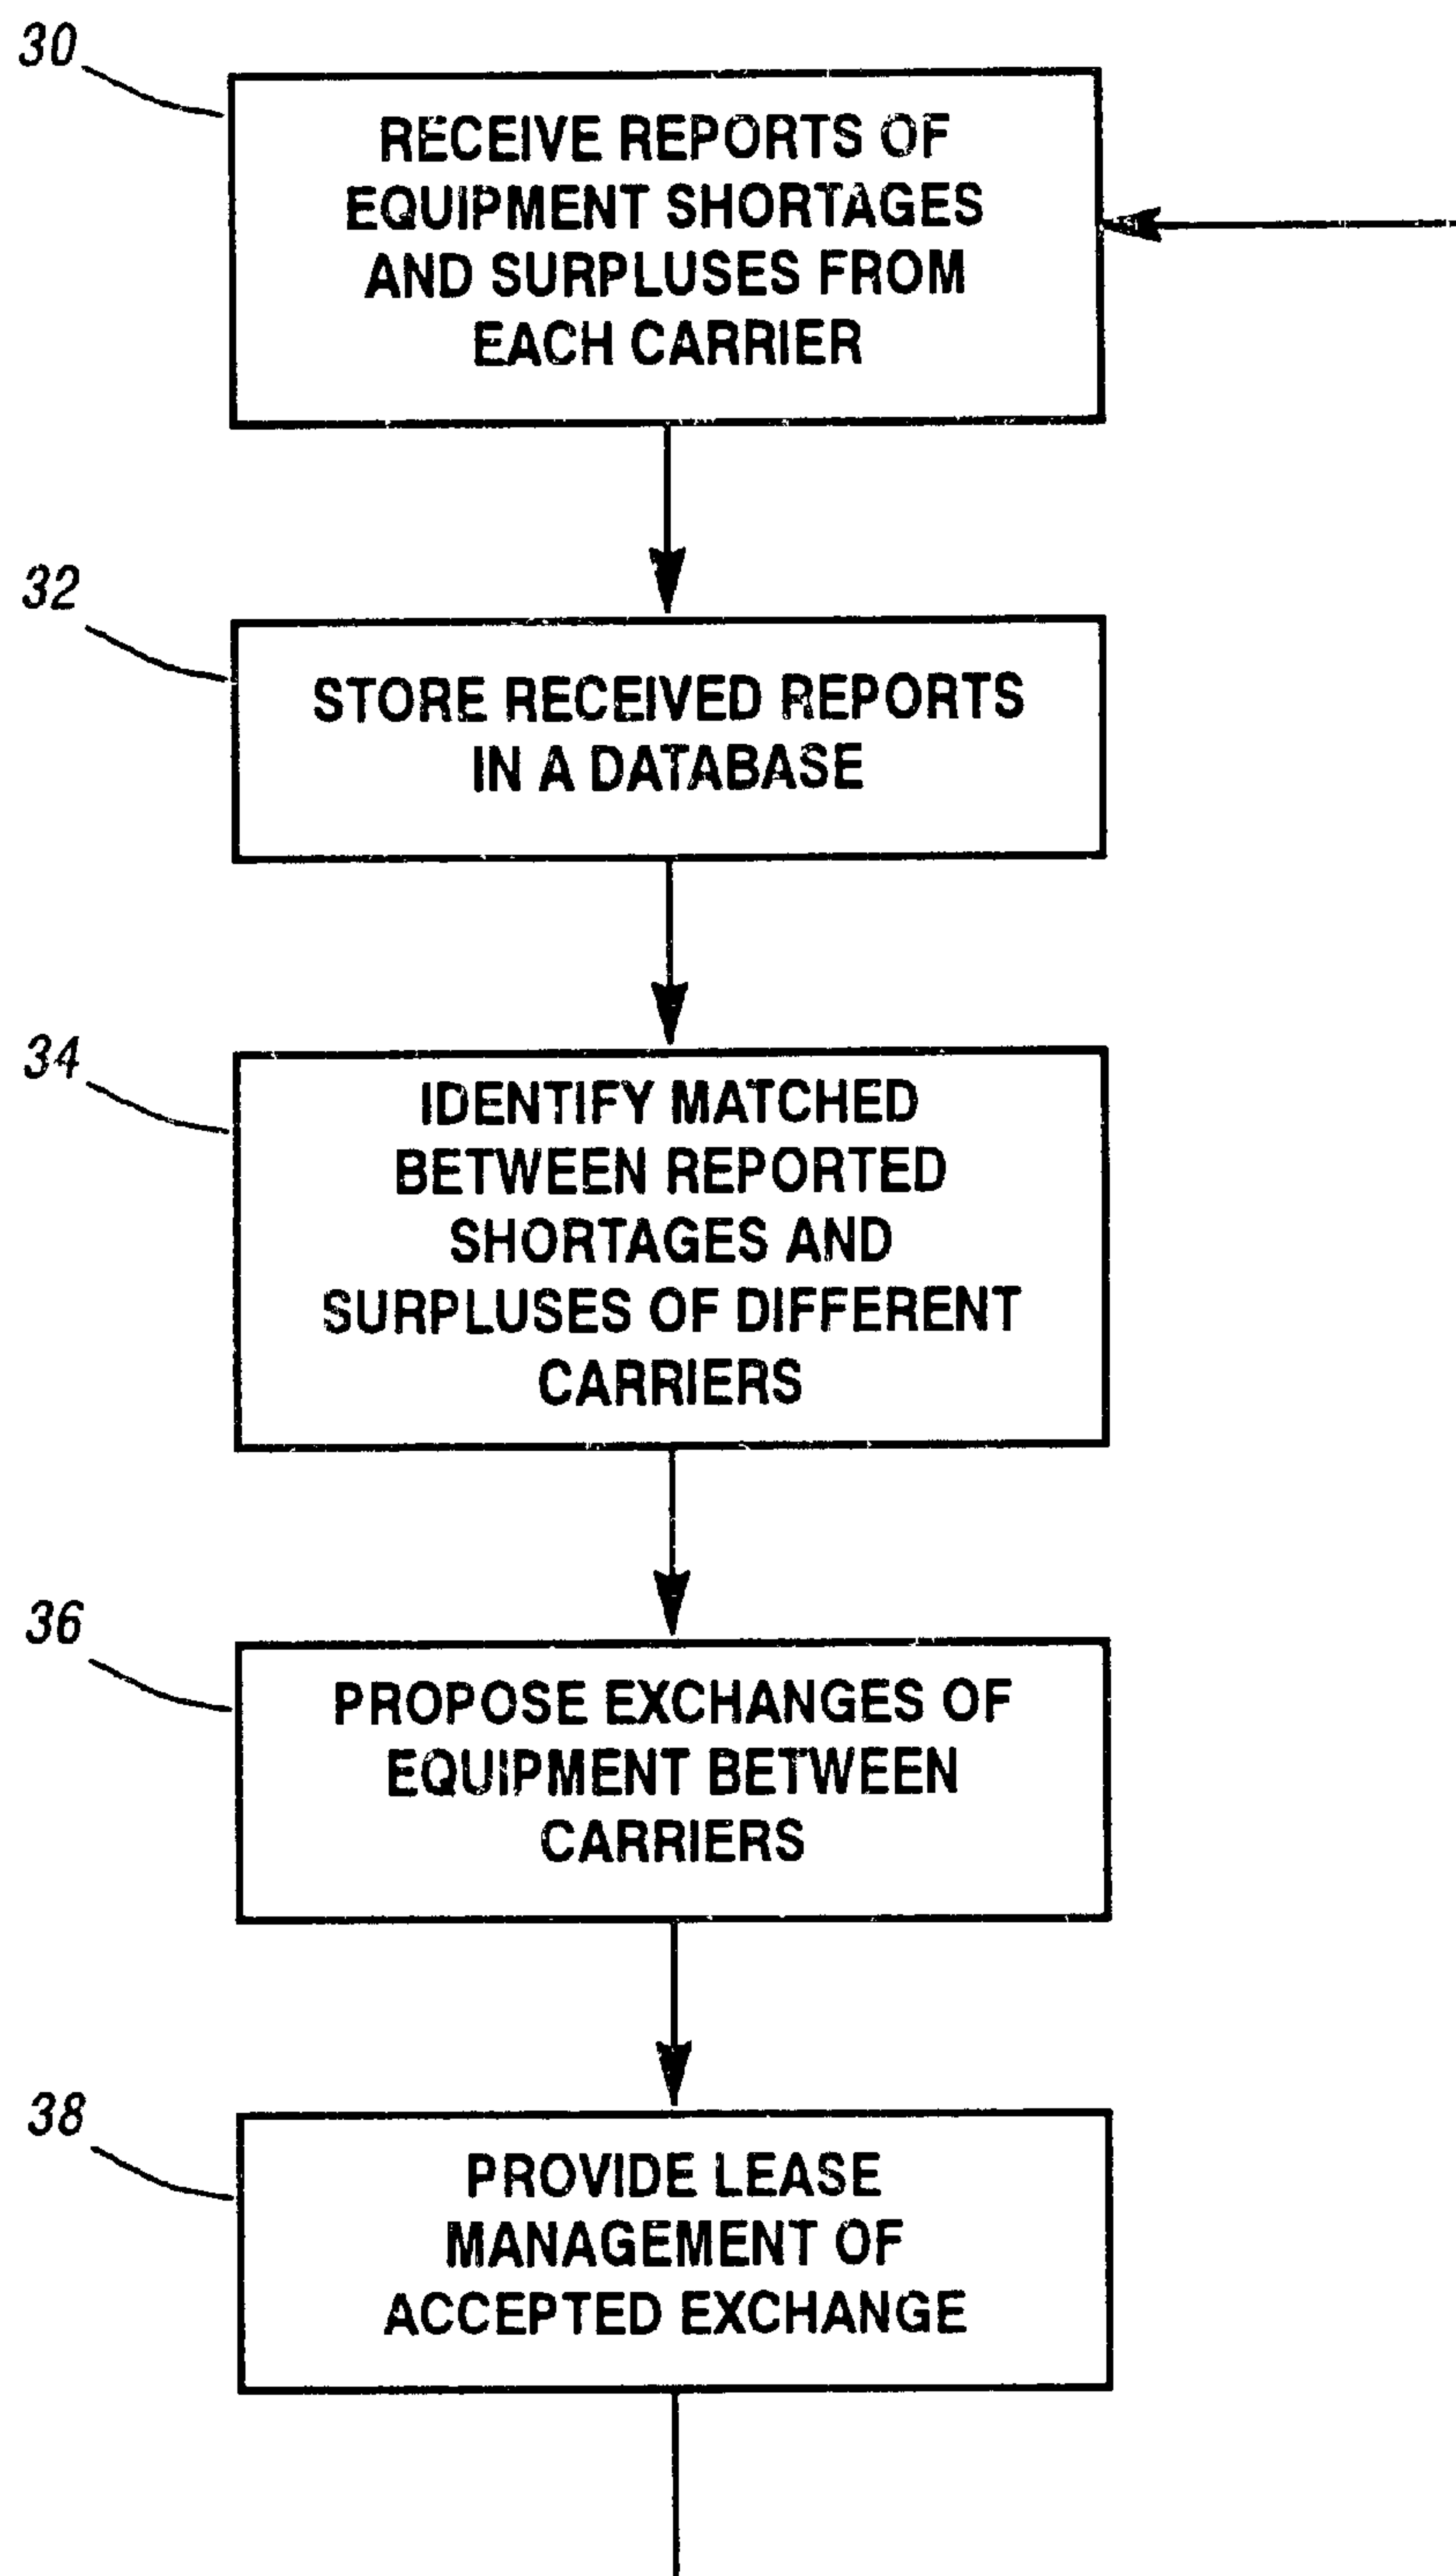 30
RECEIVE REPORTS OF
EQUIPMENT SHORTAGES
AND SURPLUSES FROM
EACH CARRIER
32
STORE RECEIVED REPORTS
IN A DATABASE
34
IDENTIFY MATCHED
BETWEEN REPORTED
SHORTAGES AND
SURPLUSES OF DIFFERENT
CARRIERS
36
PROPOSE EXCHANGES OF
EQUIPMENT BETWEEN
CARRIERS
38
PROVIDE LEASE
MANAGEMENT OF
ACCEPTED EXCHANGE